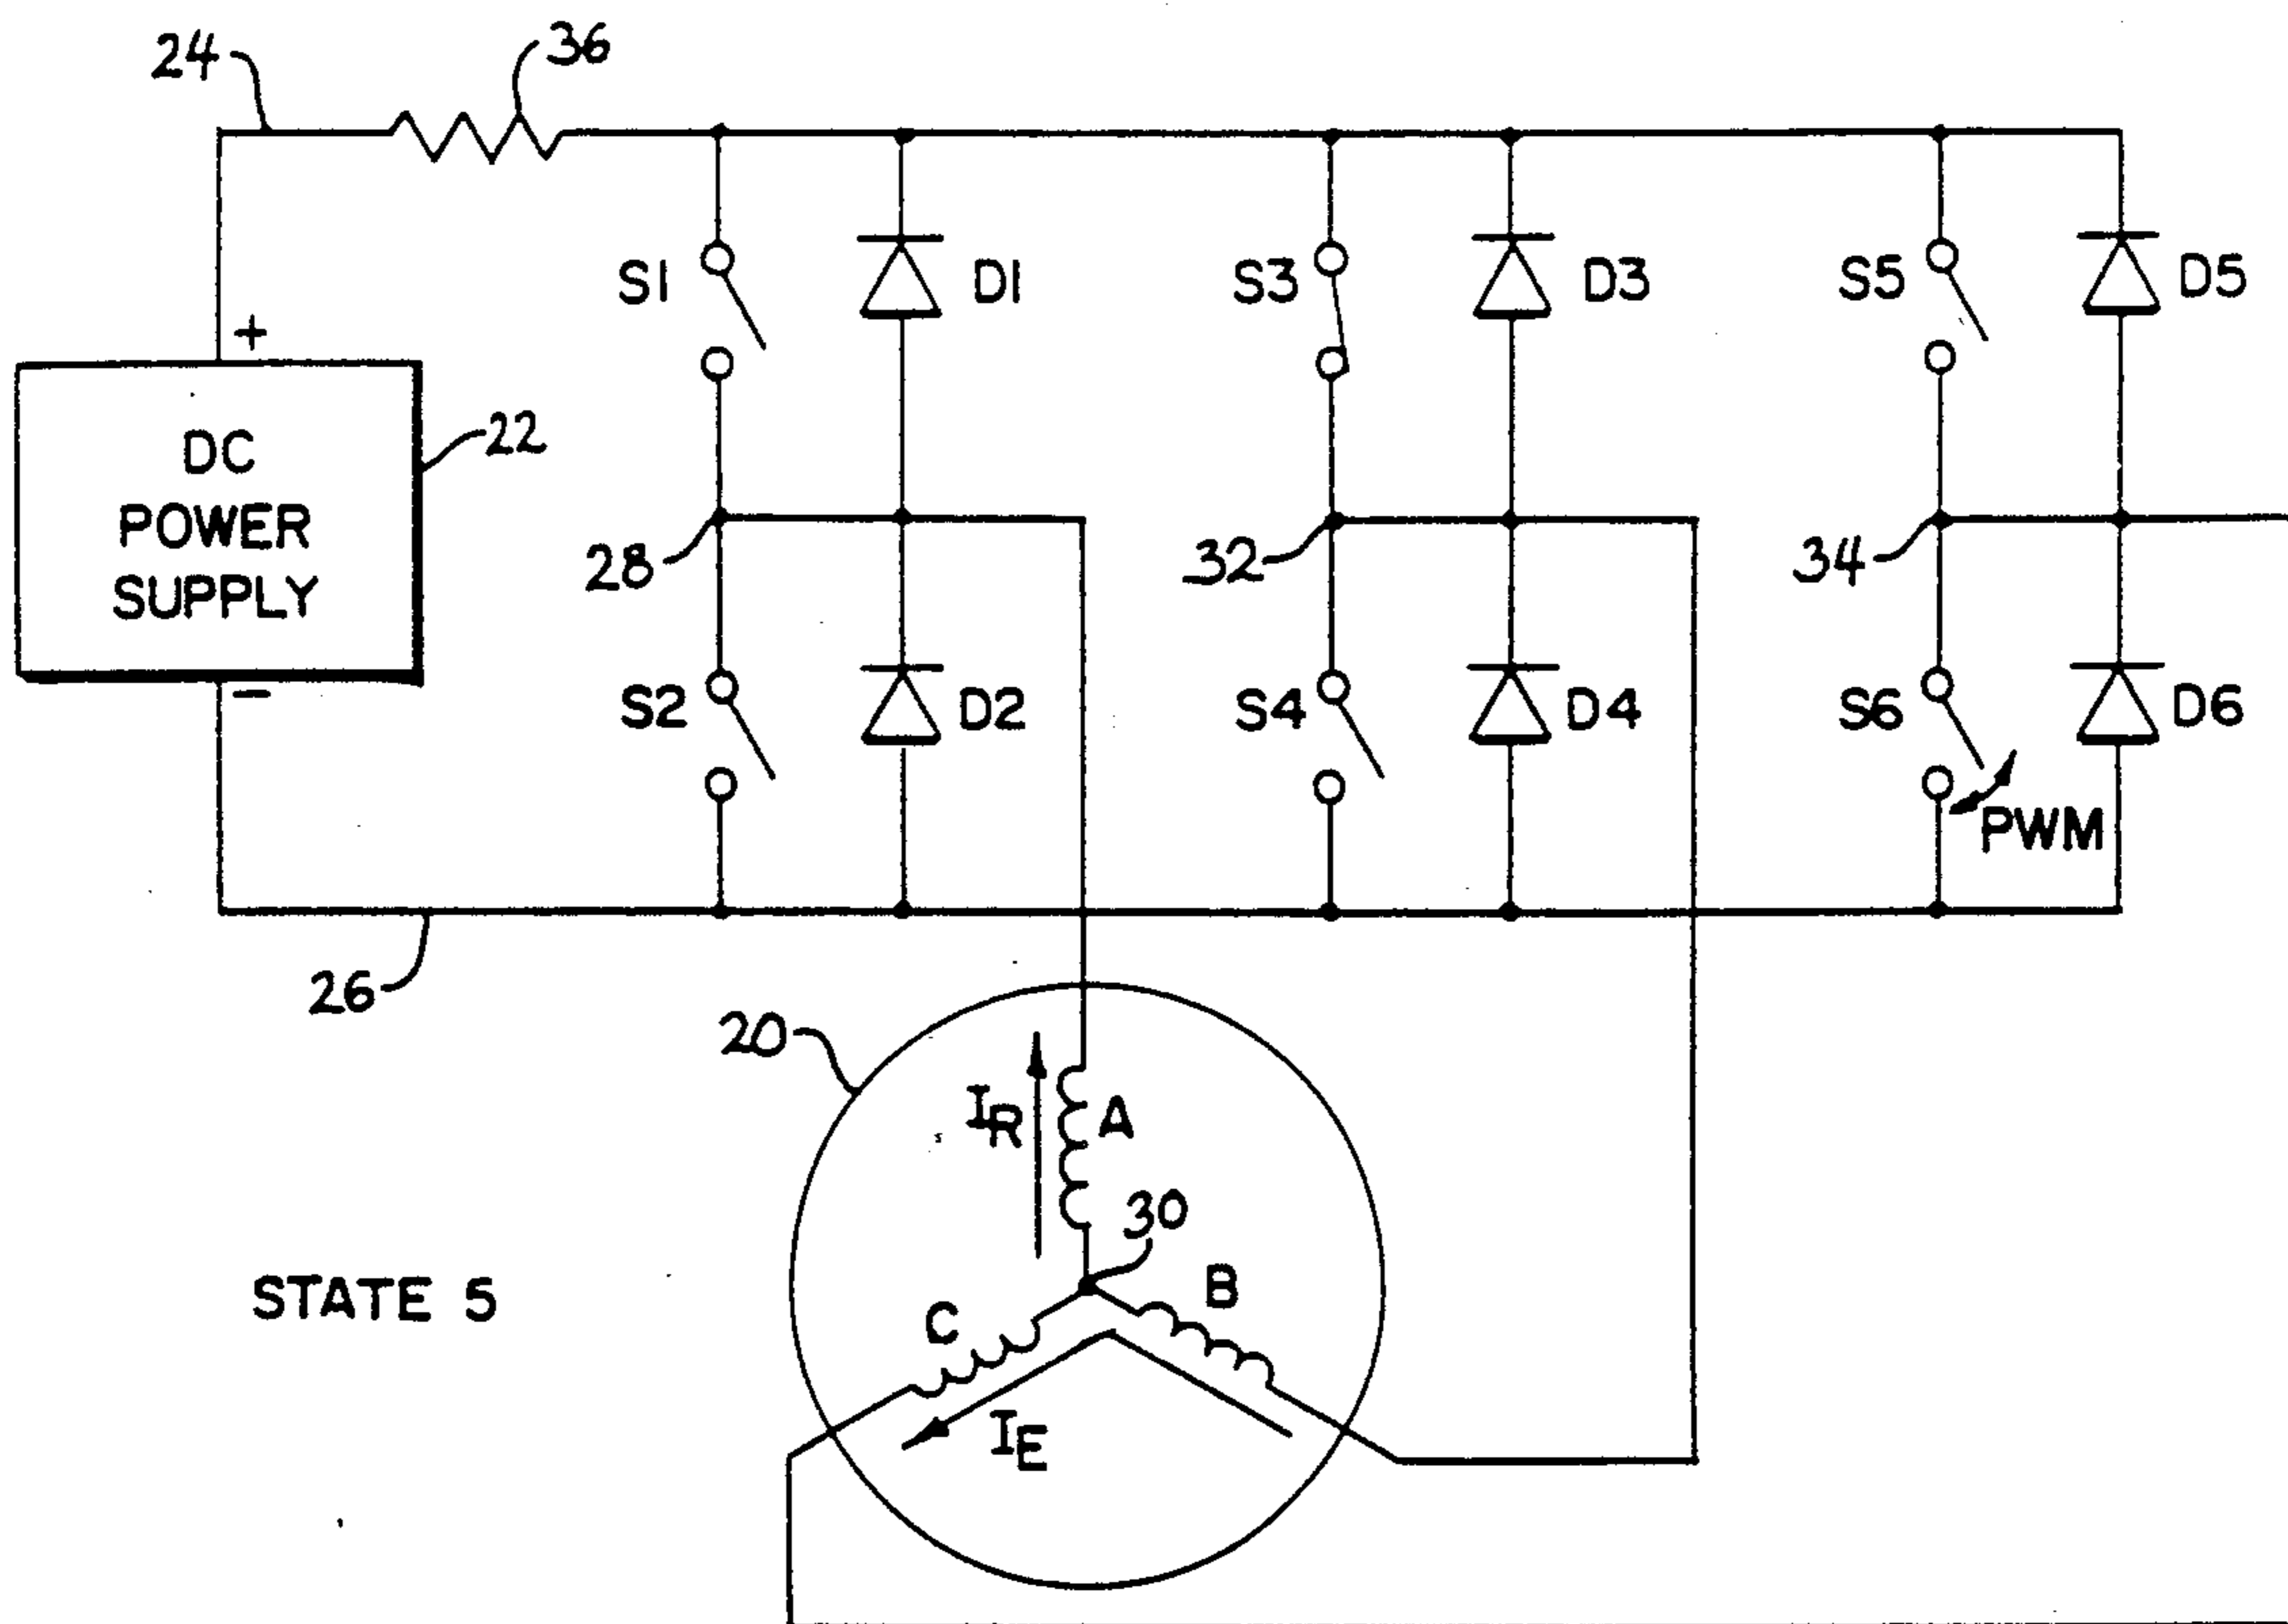 24
36
S1
D1
S3
D3
S5
D5
+
DC
POWER
SUPPLY
22
28
32
34
−
S2
D2
S4
D4
S6
D6
PWM
26
20
IR
A
30
B
C
IE
STATE 5